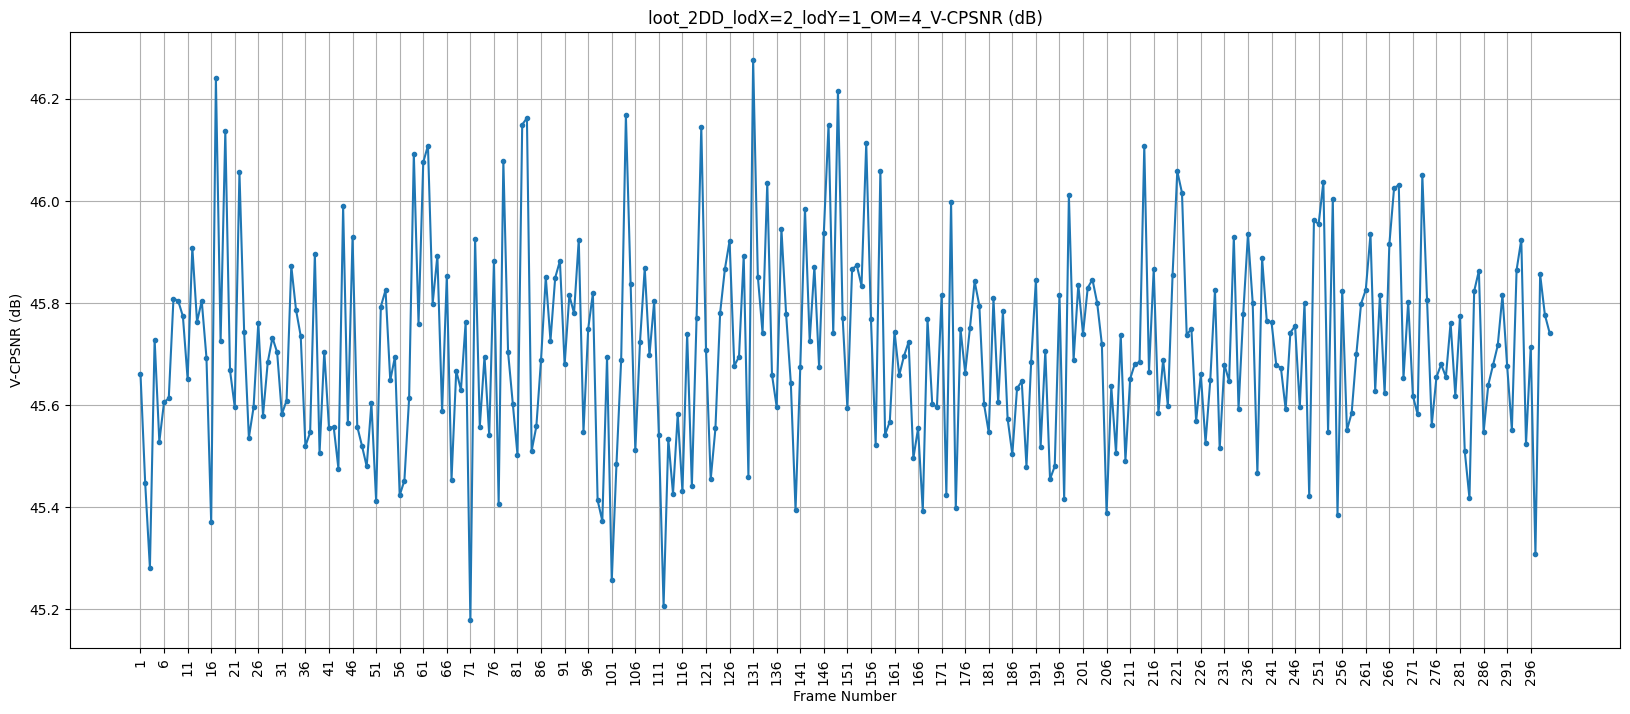 loot_2DD_lodX=2_lodY=1_OM=4_V-CPSNR (dB)
V-CPSNR (dB)
46.2
46.0
45.8
45.6
45.4
45.2
1 6 11 16 21 26 31 36 41 46 51 56 61 66 71 76 81 86 91 96 101 106 111 116 121 126 131 136 141 146 151 156 161 166 171 176 181 186 191 196 201 206 211 216 221 226 231 236 241 246 251 256 261 266 271 276 281 286 291 296
Frame Number